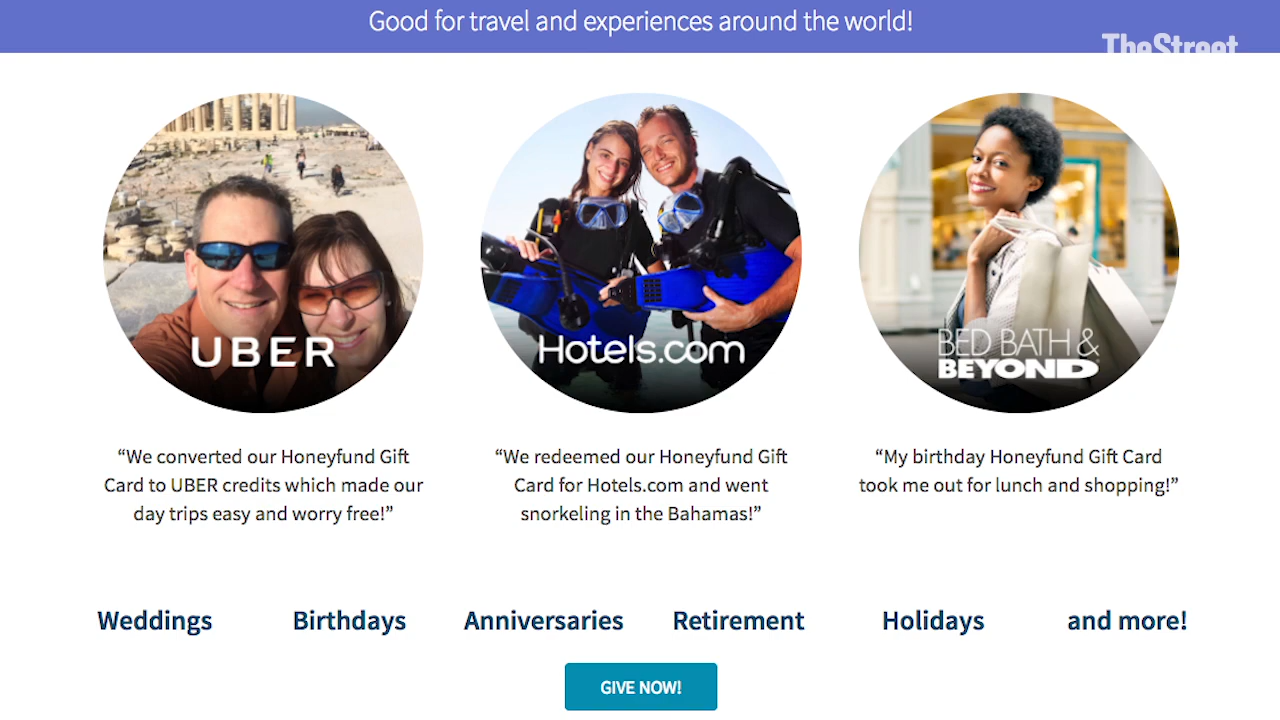 Good for travel and experiences around the world!
TheStreet
UBER
Hotels.com
BED BATH &
BEYOND
“We converted our Honeyfund Gift
Card to UBER credits which made our
day trips easy and worry free!”
“We redeemed our Honeyfund Gift
Card for Hotels.com and went
snorkeling in the Bahamas!”
“My birthday Honeyfund Gift Card
took me out for lunch and shopping!”
Weddings Birthdays Anniversaries Retirement Holidays and more!
GIVE NOW!